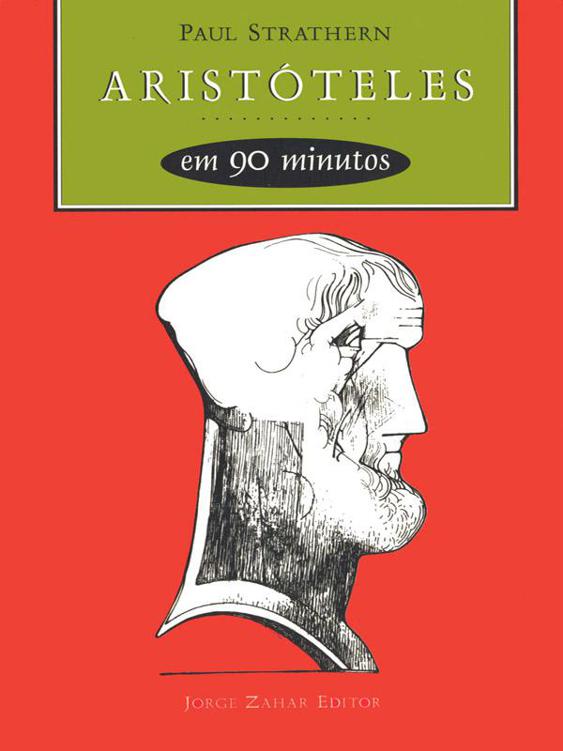 PAUL STRATHERN
ARISTÓTELES
em 90 minutos
JORGE ZAHAR EDITOR